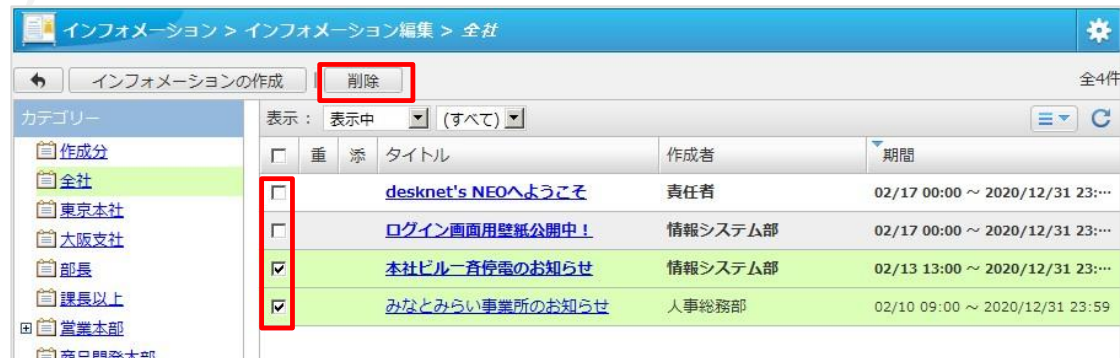 インフォメーション > インフォメーション編集 > 全社
インフォメーションの作成 | 削除 全4件
カテゴリー
作成分
全社
東京本社
大阪支社
部長
課長以上
営業本部
商品開発本部
表示： 表示中 (すべて)
重 添 タイトル 作成者 期間
desknet's NEOへようこそ 責任者 02/17 00:00 ～ 2020/12/31 23:…
ログイン画面用壁紙公開中！ 情報システム部 02/17 00:00 ～ 2020/12/31 23:…
本社ビル一斉停電のお知らせ 情報システム部 02/13 13:00 ～ 2020/12/31 23:…
みなとみらい事業所のお知らせ 人事総務部 02/10 09:00 ～ 2020/12/31 23:59